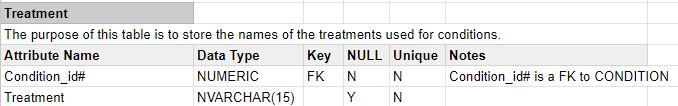 Treatment
The purpose of this table is to store the names of the treatments used for conditions.
Attribute Name Data Type Key NULL Unique Notes
Condition_id# NUMERIC FK N N Condition_id# is a FK to CONDITION
Treatment NVARCHAR(15) Y N